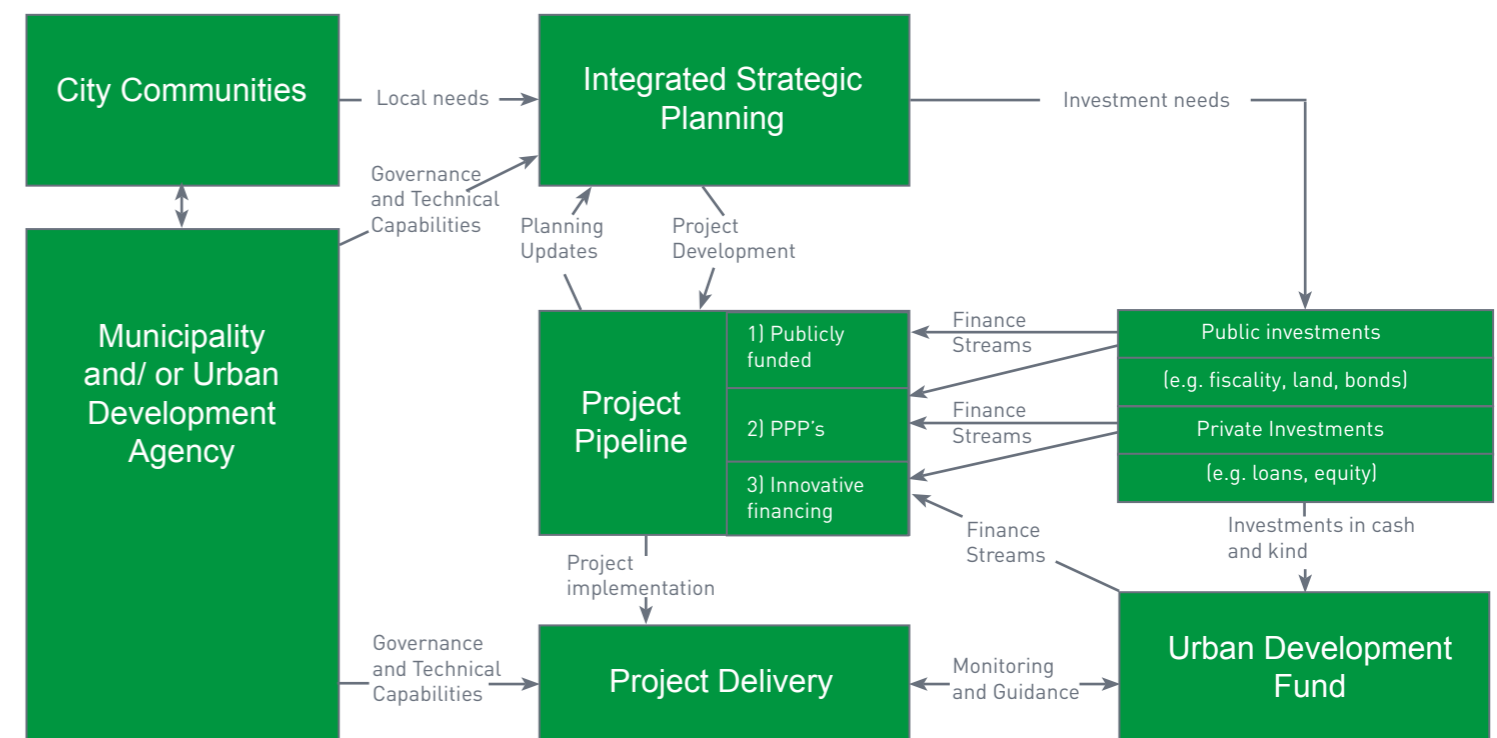 City Communities
Local needs
Integrated Strategic
Planning
Investment needs
Governance
and Technical
Capabilities
Planning
Updates
Project
Development
Municipality
and/ or Urban
Development
Agency
Project
Pipeline
1) Publicly
funded
2) PPP's
3) Innovative
financing
Finance
Streams
Finance
Streams
Finance
Streams
Public investments
(e.g. fiscality, land, bonds)
Private Investments
(e.g. loans, equity)
Investments in cash
and kind
Project
implementation
Governance
and Technical
Capabilities
Project Delivery
Monitoring
and Guidance
Urban Development
Fund